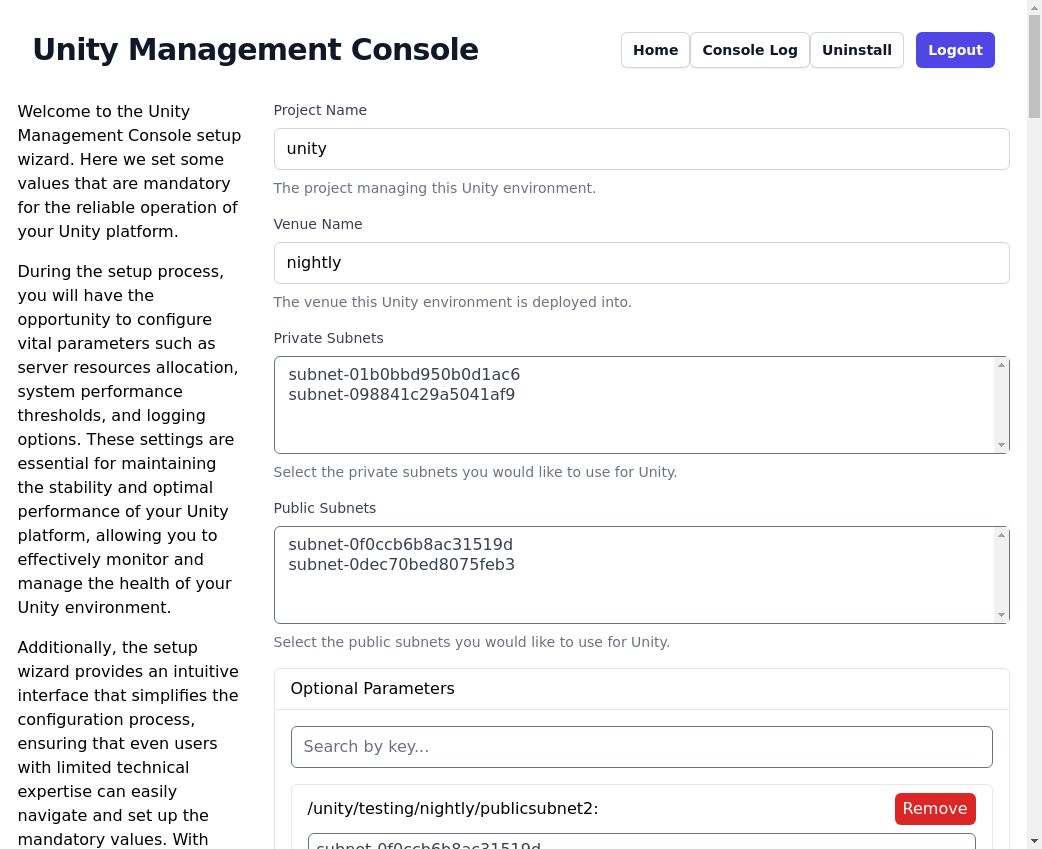 Unity Management Console
Home
Console Log
Uninstall
Logout
Welcome to the Unity
Management Console setup
wizard. Here we set some
values that are mandatory
for the reliable operation of
your Unity platform.
During the setup process,
you will have the
opportunity to configure
vital parameters such as
server resources allocation,
system performance
thresholds, and logging
options. These settings are
essential for maintaining
the stability and optimal
performance of your Unity
platform, allowing you to
effectively monitor and
manage the health of your
Unity environment.
Additionally, the setup
wizard provides an intuitive
interface that simplifies the
configuration process,
ensuring that even users
with limited technical
expertise can easily
navigate and set up the
mandatory values. With
Project Name
unity
The project managing this Unity environment.
Venue Name
nightly
The venue this Unity environment is deployed into.
Private Subnets
subnet-01b0bbd950b0d1ac6
subnet-098841c29a5041af9
Select the private subnets you would like to use for Unity.
Public Subnets
subnet-0f0ccb6b8ac31519d
subnet-0dec70bed8075feb3
Select the public subnets you would like to use for Unity.
Optional Parameters
Search by key...
/unity/testing/nightly/publicsubnet2:
Remove
subnet-0f0ccb6b8ac31519d